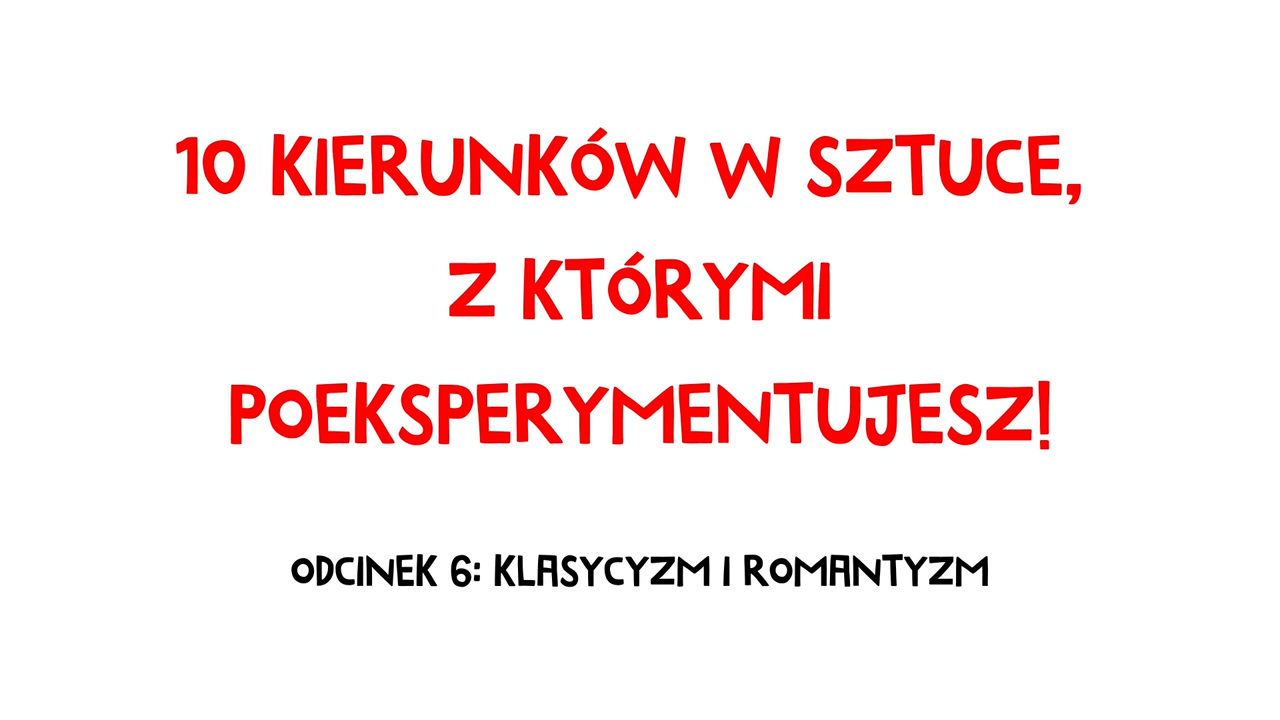 10 KIERUNKÓW W SZTUCE,
Z KTÓRYMI
POEKSPERYMENTUJESZ!
ODCINEK 6: KLASYCYZM I ROMANTYZM